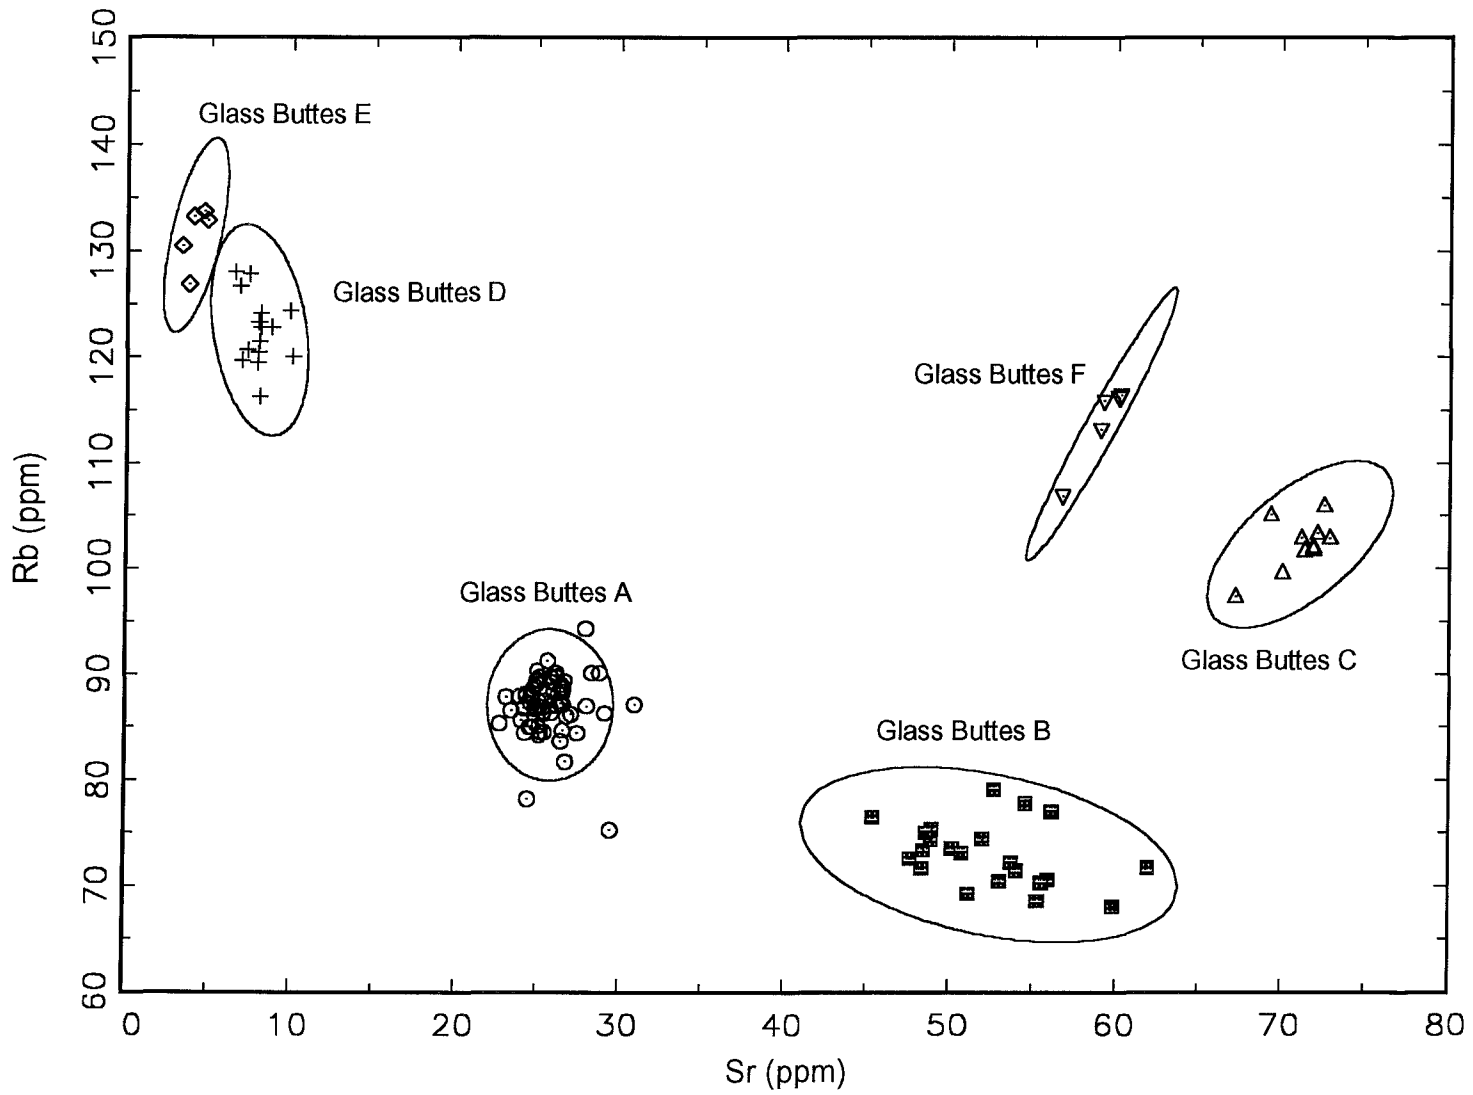 150
140
130
120
110
100
90
80
70
60
Rb (ppm)
Glass Buttes E
Glass Buttes D
Glass Buttes F
Glass Buttes A
Glass Buttes C
Glass Buttes B
0 10 20 30 40 50 60 70 80
Sr (ppm)